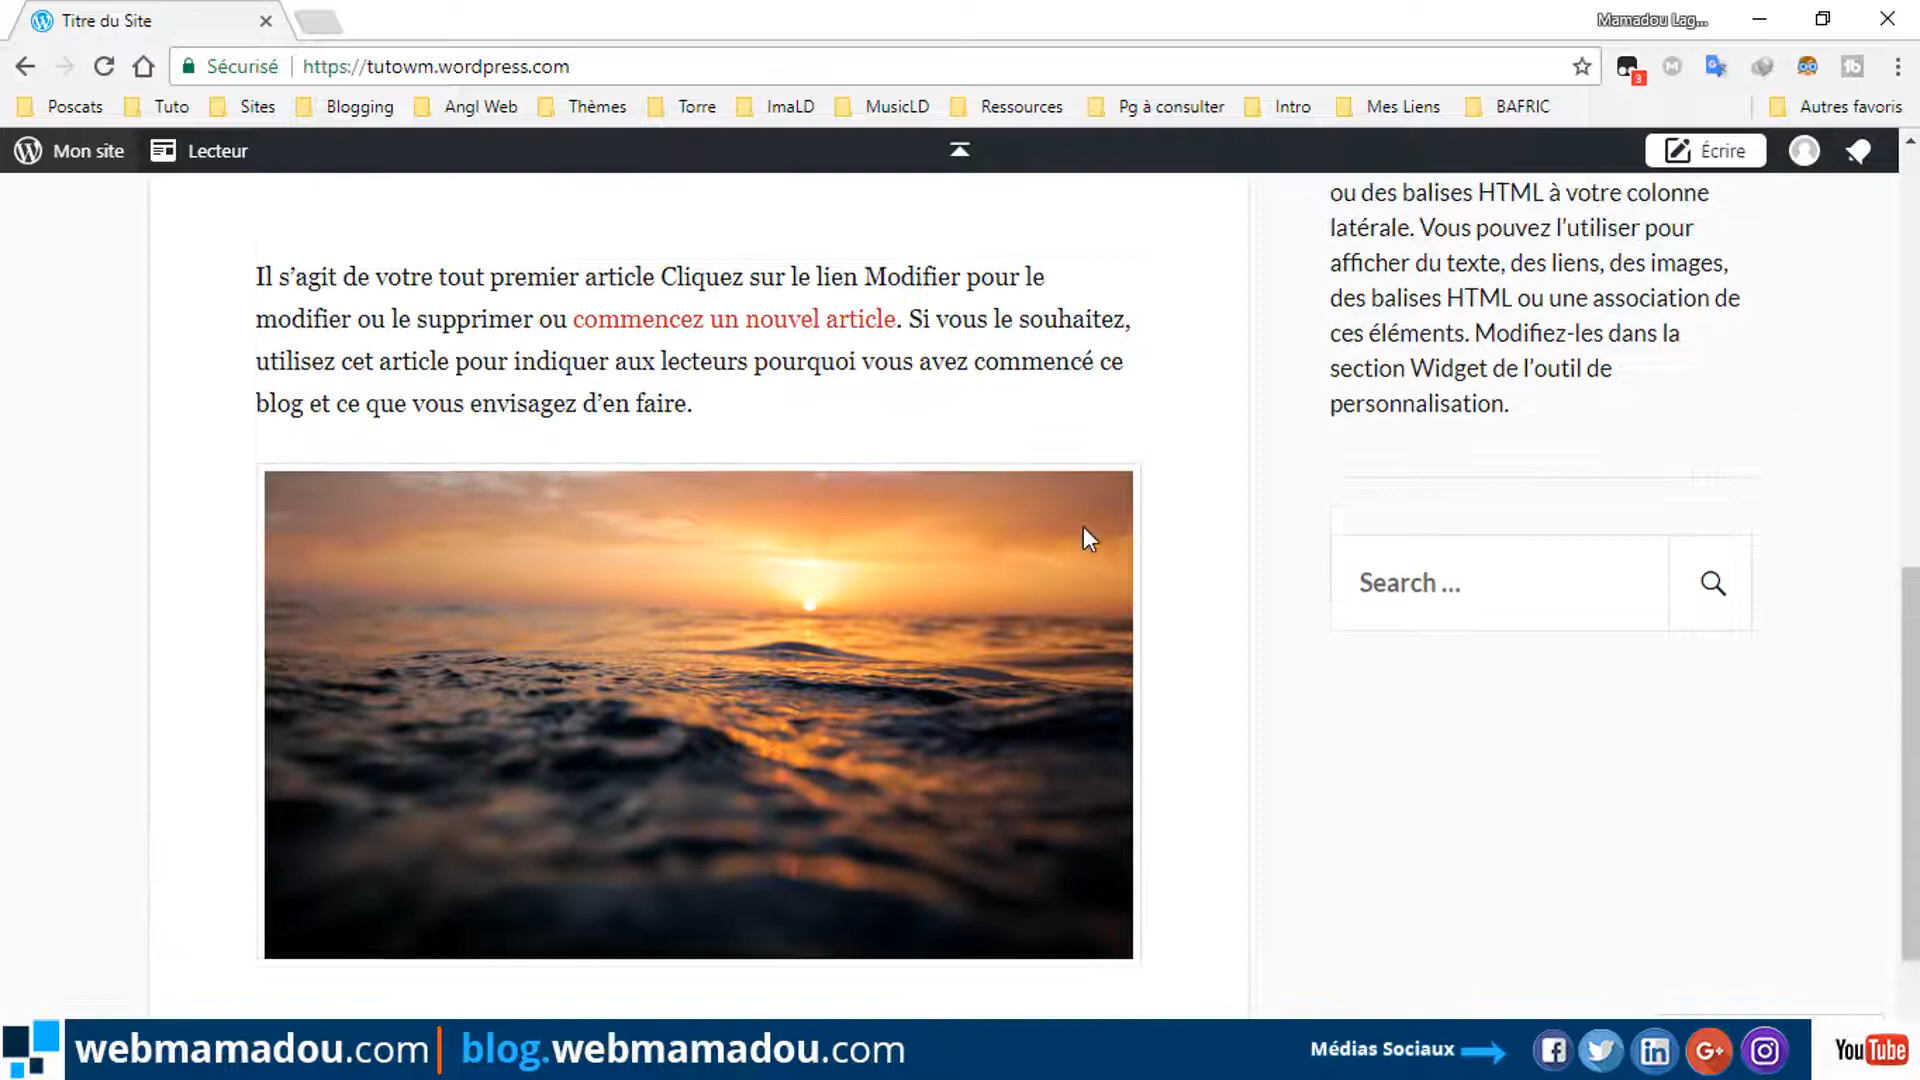 Titre du Site
Mamadou Lag...
Sécurisé https://tutowm.wordpress.com
3
Poscats Tuto Sites Blogging Angl Web Thèmes Torre ImaLD MusicLD Ressources Pg à consulter Intro Mes Liens BAFRIC Autres favoris
Mon site Lecteur Écrire
Il s’agit de votre tout premier article Cliquez sur le lien Modifier pour le
modifier ou le supprimer ou commencez un nouvel article. Si vous le souhaitez,
utilisez cet article pour indiquer aux lecteurs pourquoi vous avez commencé ce
blog et ce que vous envisagez d’en faire.
ou des balises HTML à votre colonne
latérale. Vous pouvez l’utiliser pour
afficher du texte, des liens, des images,
des balises HTML ou une association de
ces éléments. Modifiez-les dans la
section Widget de l’outil de
personnalisation.
Search ...
webmamadou.com blog.webmamadou.com
Médias Sociaux
YouTube